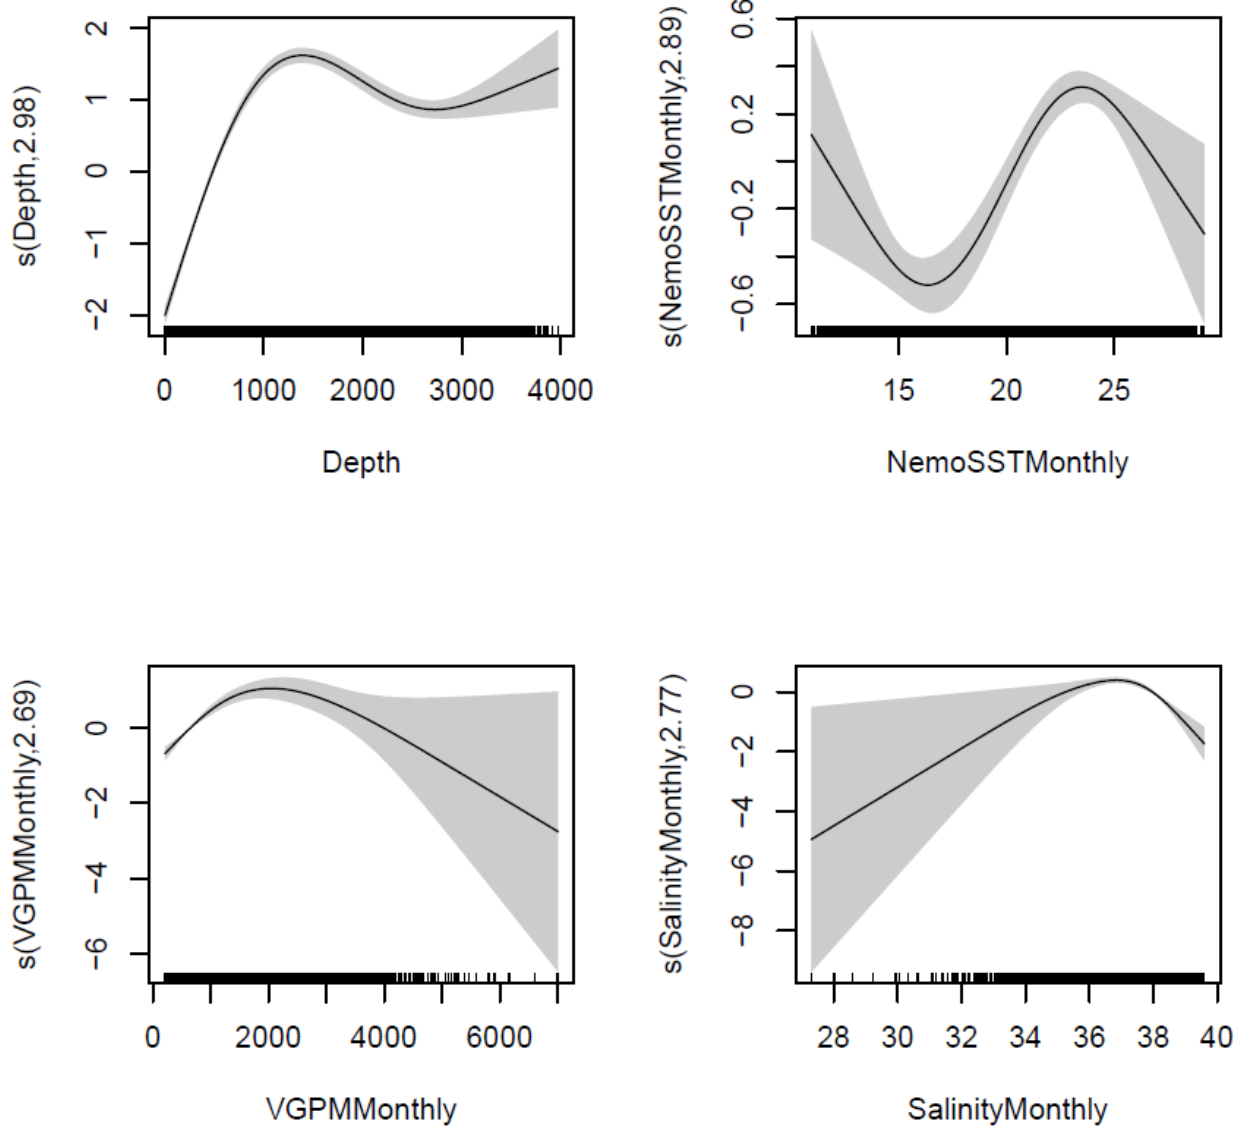 s(Depth,2.98)
2
1
0
−1
−2
0 1000 2000 3000 4000
Depth
s(NemoSSTMonthly,2.89)
0.6
0.2
−0.2
−0.6
15 20 25
NemoSSTMonthly
s(VGPMMonthly,2.69)
0
−2
−4
−6
0 2000 4000 6000
VGPMMonthly
s(SalinityMonthly,2.77)
0
−2
−4
−6
−8
28 30 32 34 36 38 40
SalinityMonthly